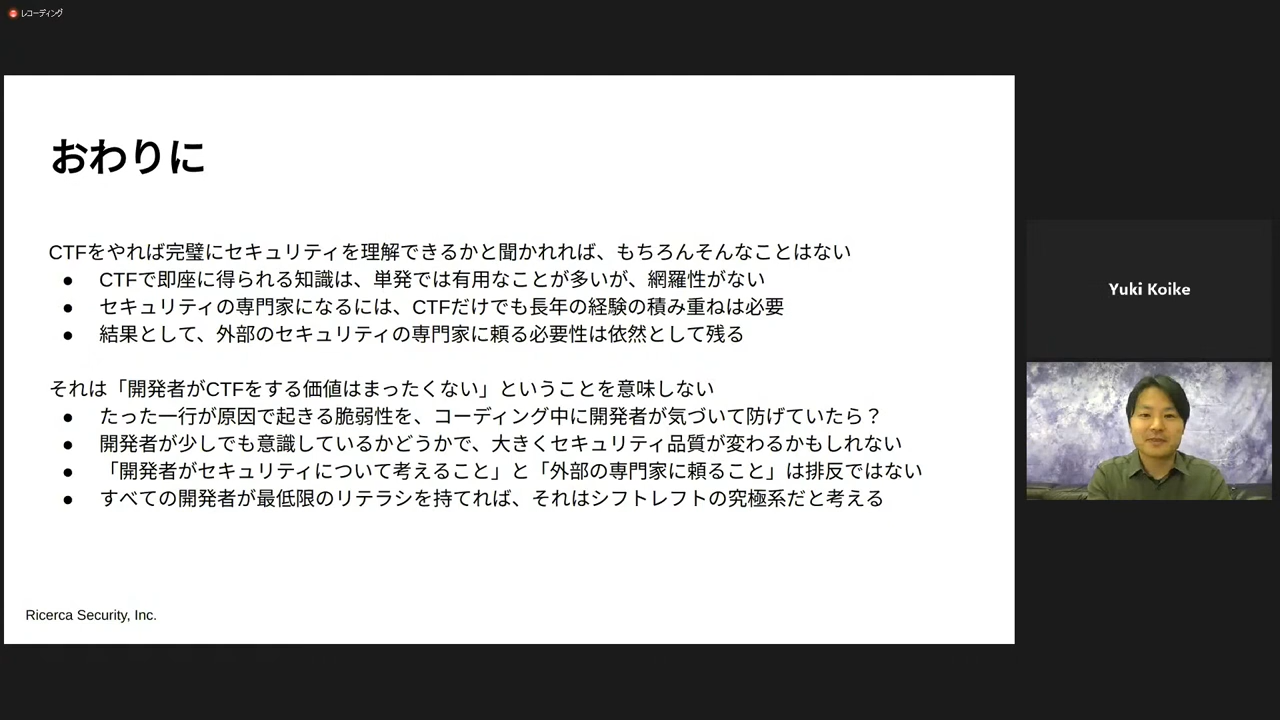 レコーディング
おわりに
CTFをやれば完璧にセキュリティを理解できるかと聞かれれば、もちろんそんなことはない
● CTFで即座に得られる知識は、単発では有用なことが多いが、網羅性がない
● セキュリティの専門家になるには、CTFだけでも長年の経験の積み重ねは必要
● 結果として、外部のセキュリティの専門家に頼る必要性は依然として残る
それは「開発者がCTFをする価値はまったくない」ということを意味しない
● たった一行が原因で起きる脆弱性を、コーディング中に開発者が気づいて防げていたら？
● 開発者が少しでも意識しているかどうかで、大きくセキュリティ品質が変わるかもしれない
● 「開発者がセキュリティについて考えること」と「外部の専門家に頼ること」は排反ではない
● すべての開発者が最低限のリテラシを持てれば、それはシフトレフトの究極系だと考える
Ricerca Security, Inc.
Yuki Koike